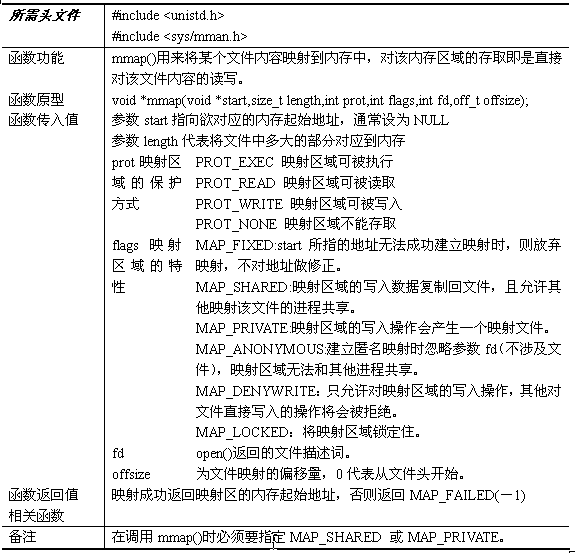 所需头文件 #include <unistd.h>
#include <sys/mman.h>
函数功能 mmap()用来将某个文件内容映射到内存中，对该内存区域的存取即是直接
对该文件内容的读写。
函数原型 void *mmap(void *start,size_t length,int prot,int flags,int fd,off_t offsize);
函数传入值 参数 start 指向欲对应的内存起始地址，通常设为 NULL
参数 length 代表将文件中多大的部分对应到内存
prot 映射区 PROT_EXEC 映射区域可被执行
域的保护 PROT_READ 映射区域可被读取
方式 PROT_WRITE 映射区域可被写入
PROT_NONE 映射区域不能存取
flags 映射 MAP_FIXED:start 所指的地址无法成功建立映射时，则放弃
区域的特 映射，不对地址做修正。
性 MAP_SHARED:映射区域的写入数据复制回文件，且允许其
他映射该文件的进程共享。
MAP_PRIVATE:映射区域的写入操作会产生一个映射文件。
MAP_ANONYMOUS:建立匿名映射时忽略参数 fd(不涉及文
件)，映射区域无法和其他进程共享。
MAP_DENYWRITE：只允许对映射区域的写入操作，其他对
文件直接写入的操作将会被拒绝。
MAP_LOCKED：将映射区域锁定住。
fd open()返回的文件描述词。
offsize 为文件映射的偏移量，0 代表从文件头开始。
函数返回值 映射成功返回映射区的内存起始地址，否则返回 MAP_FAILED(－1)
相关函数
备注 在调用 mmap()时必须要指定 MAP_SHARED 或 MAP_PRIVATE。